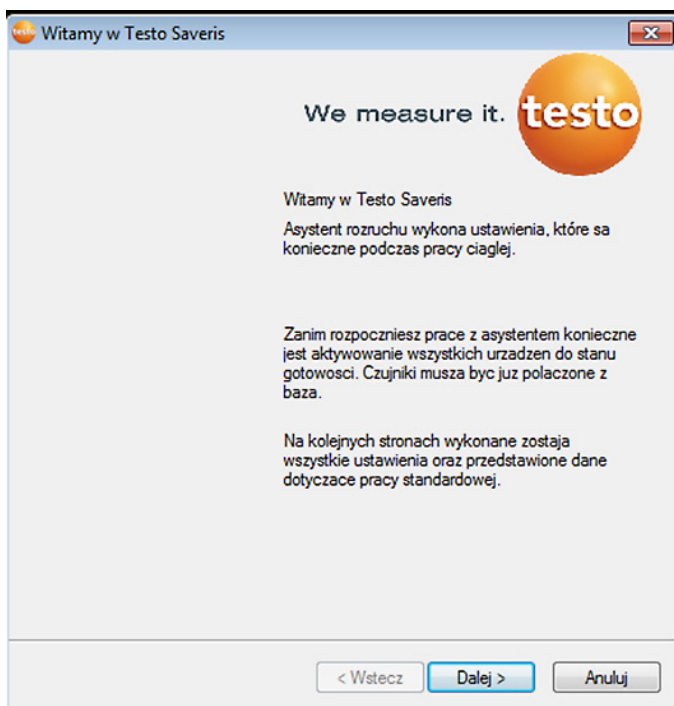 testo Witamy w Testo Saveris
We measure it. testo
Witamy w Testo Saveris
Asystent rozruchu wykona ustawienia, które sa
konieczne podczas pracy ciaglej.
Zanim rozpoczniesz prace z asystentem konieczne
jest aktywowanie wszystkich urzadzen do stanu
gotowosci. Czujniki musza byc juz polaczone z
baza.
Na kolejnych stronach wykonane zostaja
wszystkie ustawienia oraz przedstawione dane
dotyczace pracy standardowej.
< Wstecz Dalej > Anuluj